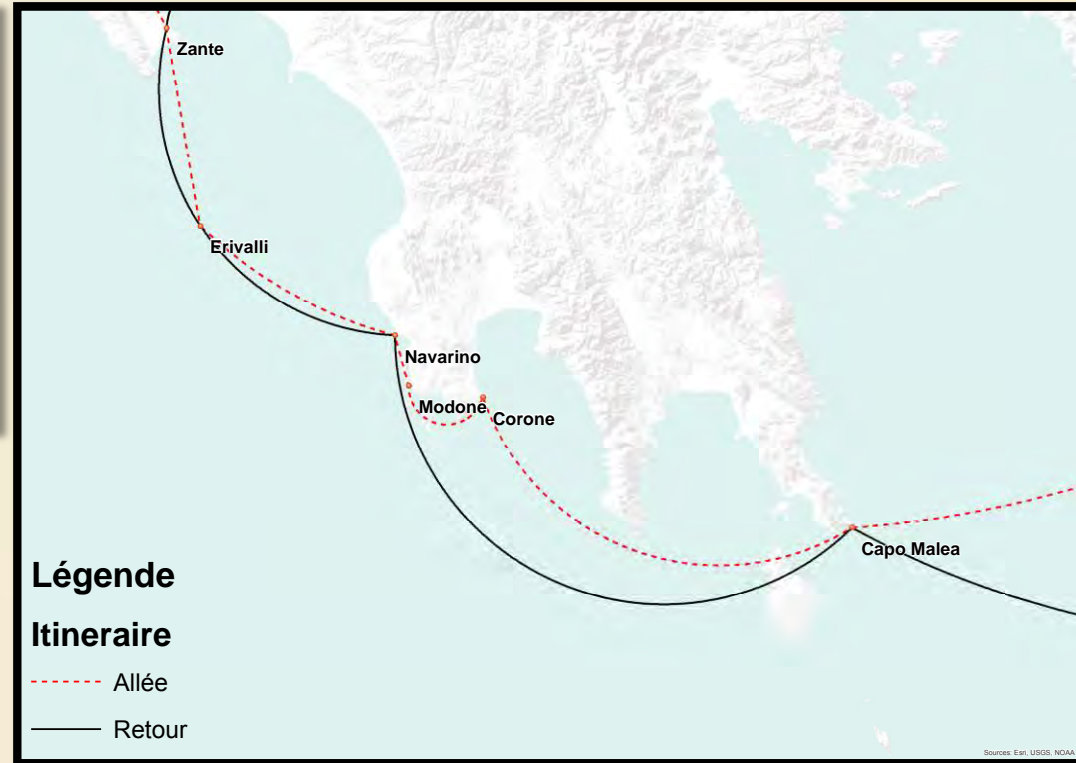 Zante
Erivalli
Navarino
Modone
Corone
Capo Malea
Légende
Itineraire
Allée
Retour
Sources: Esri, USGS, NOAA